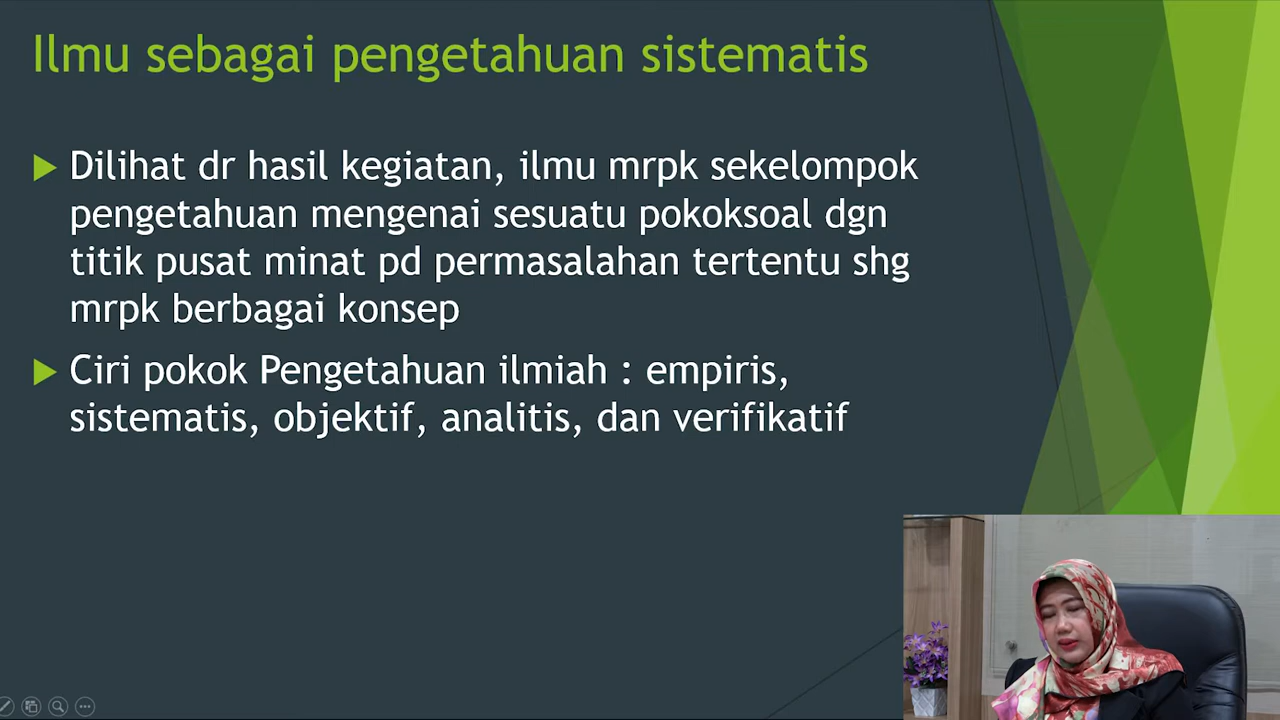 Ilmu sebagai pengetahuan sistematis
Dilihat dr hasil kegiatan, ilmu mrpk sekelompok
pengetahuan mengenai sesuatu pokoksoal dgn
titik pusat minat pd permasalahan tertentu shg
mrpk berbagai konsep
Ciri pokok Pengetahuan ilmiah : empiris,
sistematis, objektif, analitis, dan verifikatif